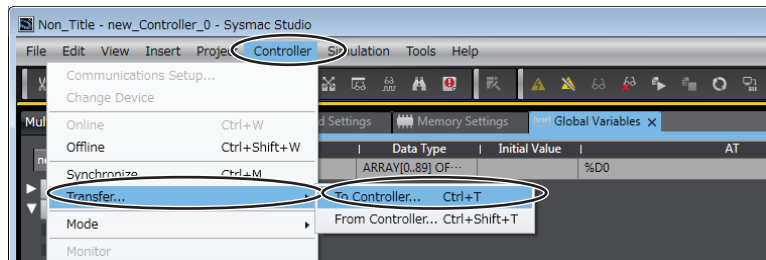 Non_Title - new_Controller_0 - Sysmac Studio
File Edit View Insert Project Controller Simulation Tools Help
Communications Setup...
Change Device
Online Ctrl+W
Offline Ctrl+Shift+W
Synchronize Ctrl+M
Transfer...
Mode
Monitor
To Controller... Ctrl+T
From Controller... Ctrl+Shift+T
Mul
d Settings Memory Settings Global Variables
Data Type Initial Value AT
ARRAY[0..89] OF... %D0